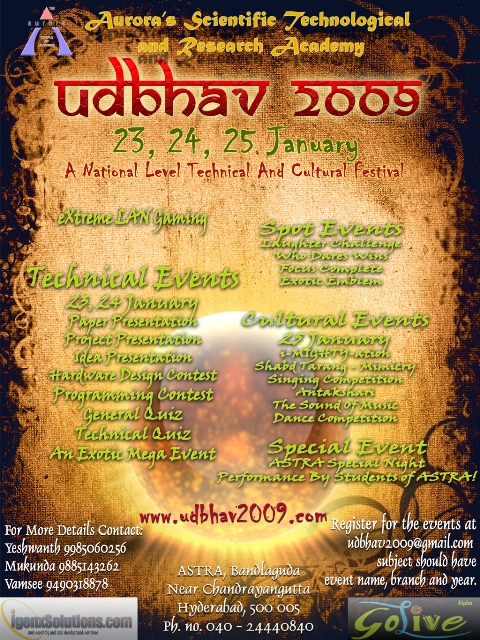 aurora
Aurora's Scientific Technological
and Research Academy
UDBHAV 2009
23, 24, 25 January
A National Level Technical And Cultural Festival
eXtreme LAN Gaming
Technical Events
23, 24 January
Paper Presentation
Project Presentation
Idea Presentation
Hardware Design Contest
Programming Contest
General Quiz
Technical Quiz
An Exotic Mega Event
Spot Events
Laughter Challenge
Who Dares Wins
Focus Complete
Exotic Emblem
Cultural Events
25 January
i-MIGHTY-ation
Shabd Tarang - Mimicry
Singing Competition
Antakshari
The Sound Of Music
Dance Competition
Special Event
ASTRA Special Night
Performance By Students of ASTRA!
www.udbhav2009.com
For More Details Contact:
Yeshwanth 9985060256
Mukunda 9885143262
Vamsee 9490318878
ASTRA, Bandlaguda
Near Chandrayangutta
Hyderabad, 500 005
Ph. no. 040 - 24440840
Register for the events at
udbhav2009@gmail.com
subject should have
event name, branch and year.
igonxSolutions.com
Alpha
GoLive